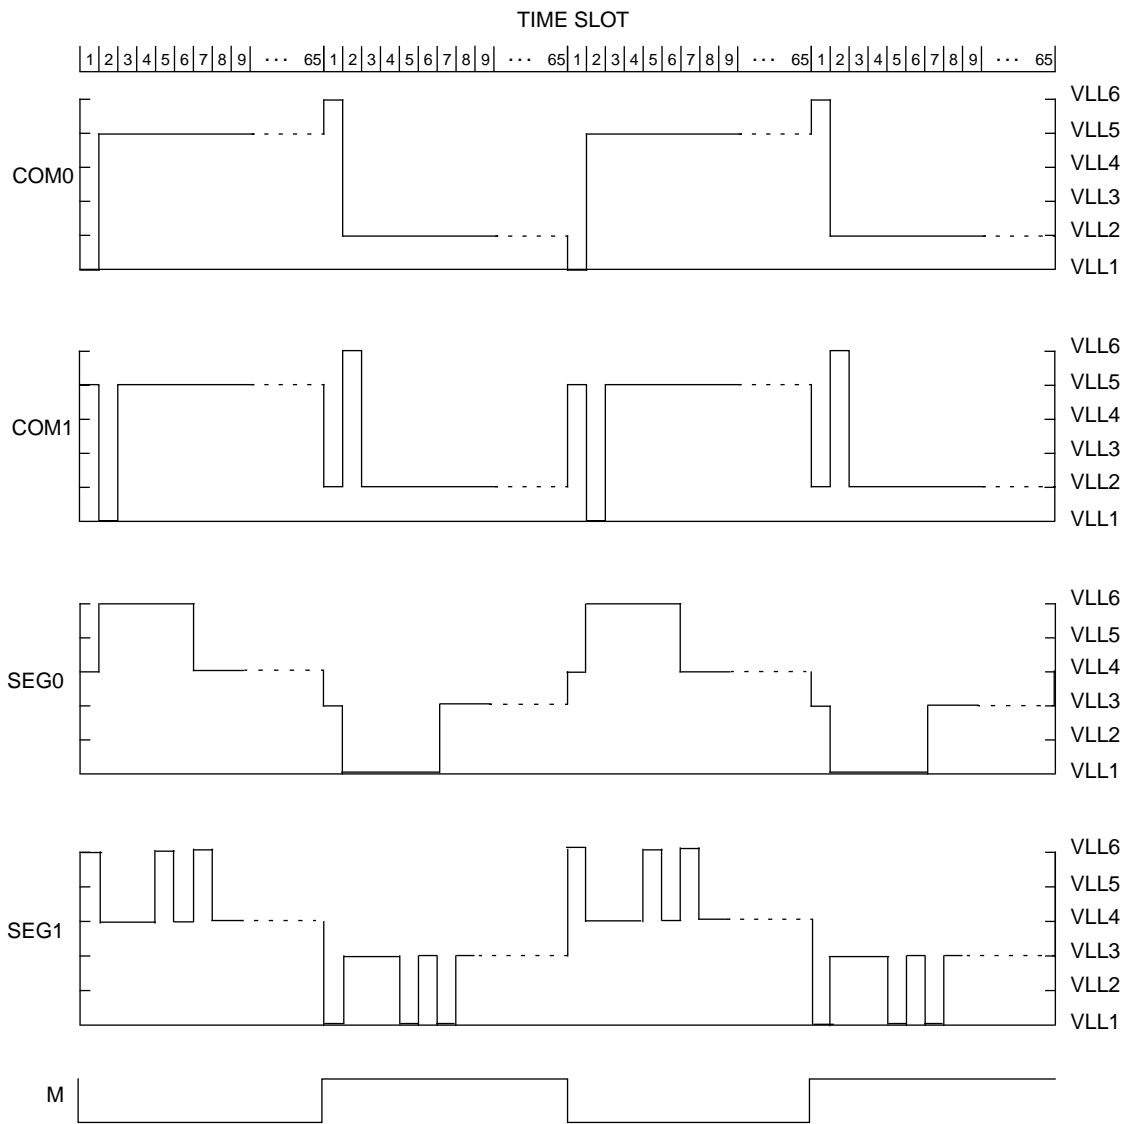 TIME SLOT
1 2 3 4 5 6 7 8 9 ··· 65 1 2 3 4 5 6 7 8 9 ··· 65 1 2 3 4 5 6 7 8 9 ··· 65 1 2 3 4 5 6 7 8 9 ··· 65
COM0
VLL6
VLL5
VLL4
VLL3
VLL2
VLL1
COM1
VLL6
VLL5
VLL4
VLL3
VLL2
VLL1
SEG0
VLL6
VLL5
VLL4
VLL3
VLL2
VLL1
SEG1
VLL6
VLL5
VLL4
VLL3
VLL2
VLL1
M